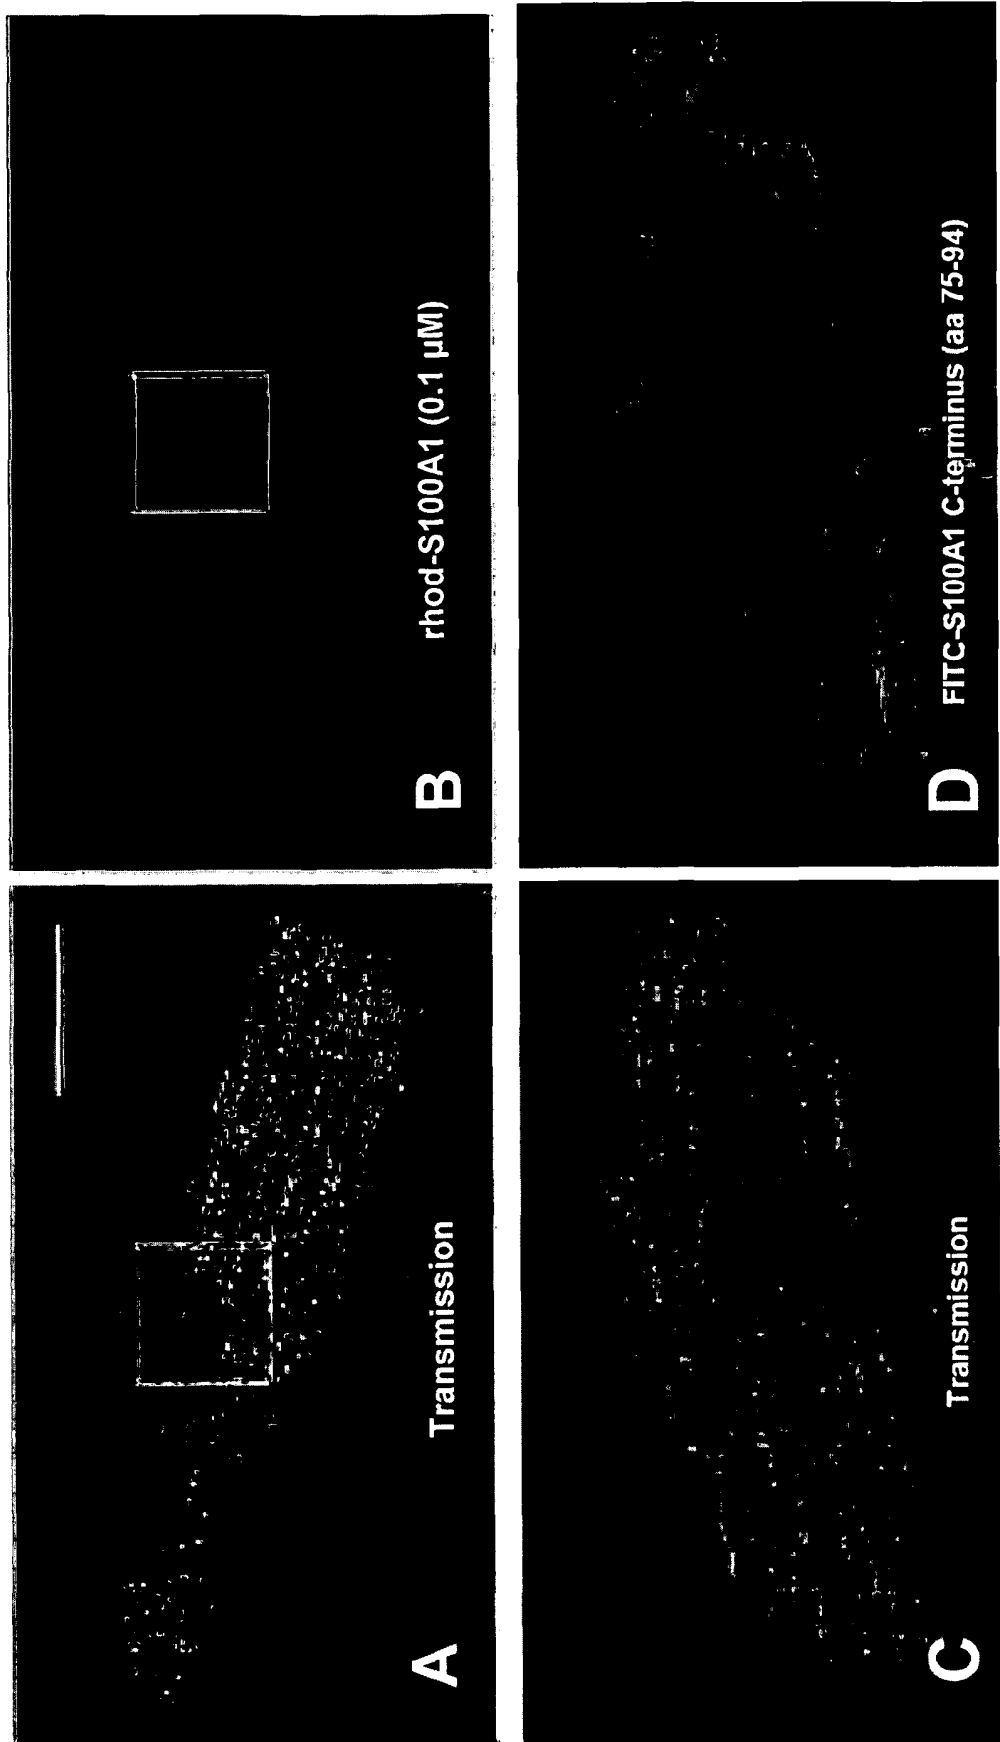 A
Transmission
B
rhod-S100A1 (0.1 µM)
C
Transmission
D
FITC-S100A1 C-terminus (aa 75-94)